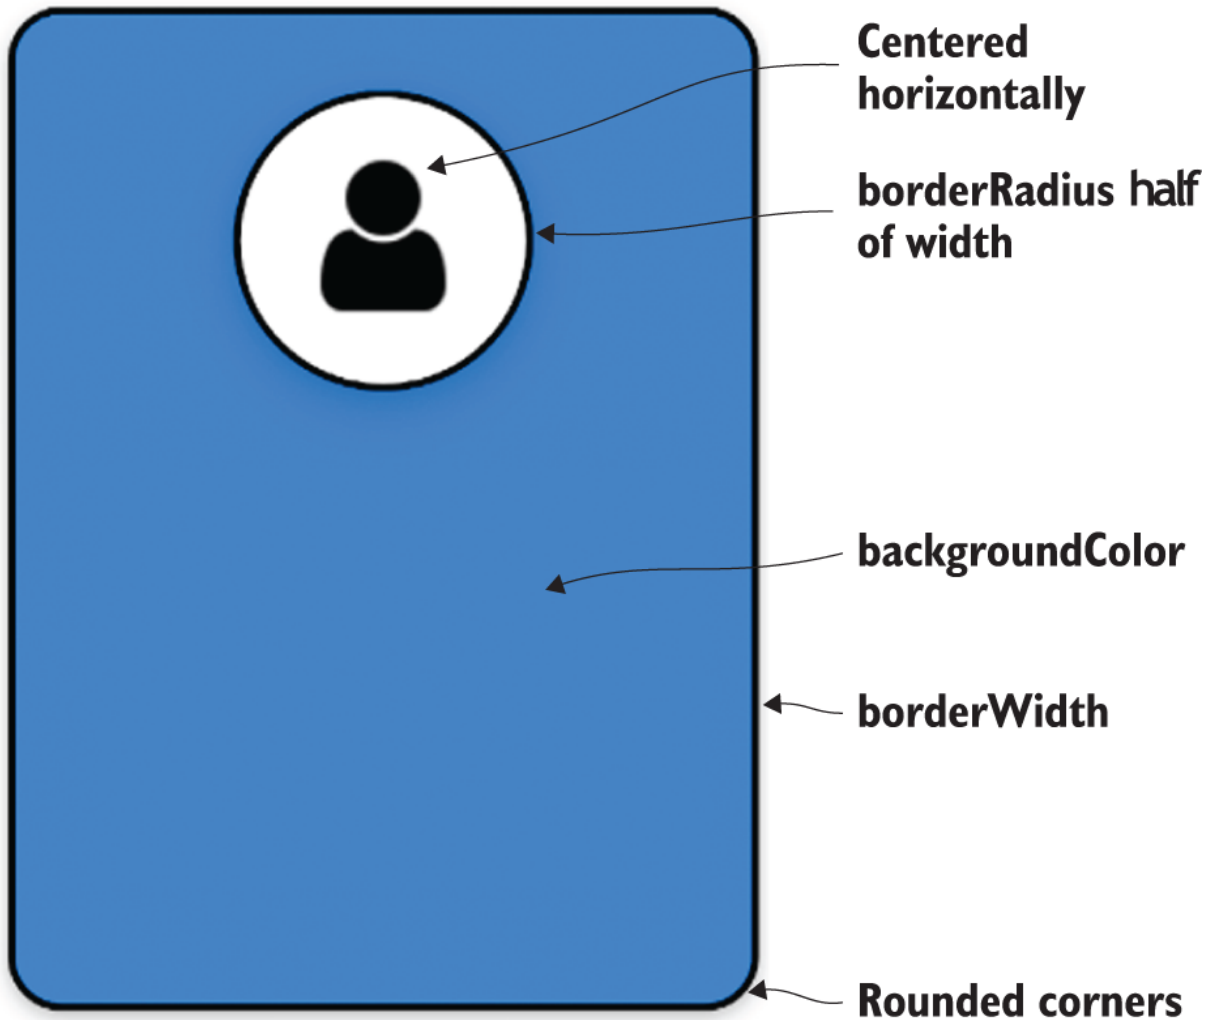 Centered
horizontally
borderRadius half
of width
backgroundColor
borderWidth
Rounded corners